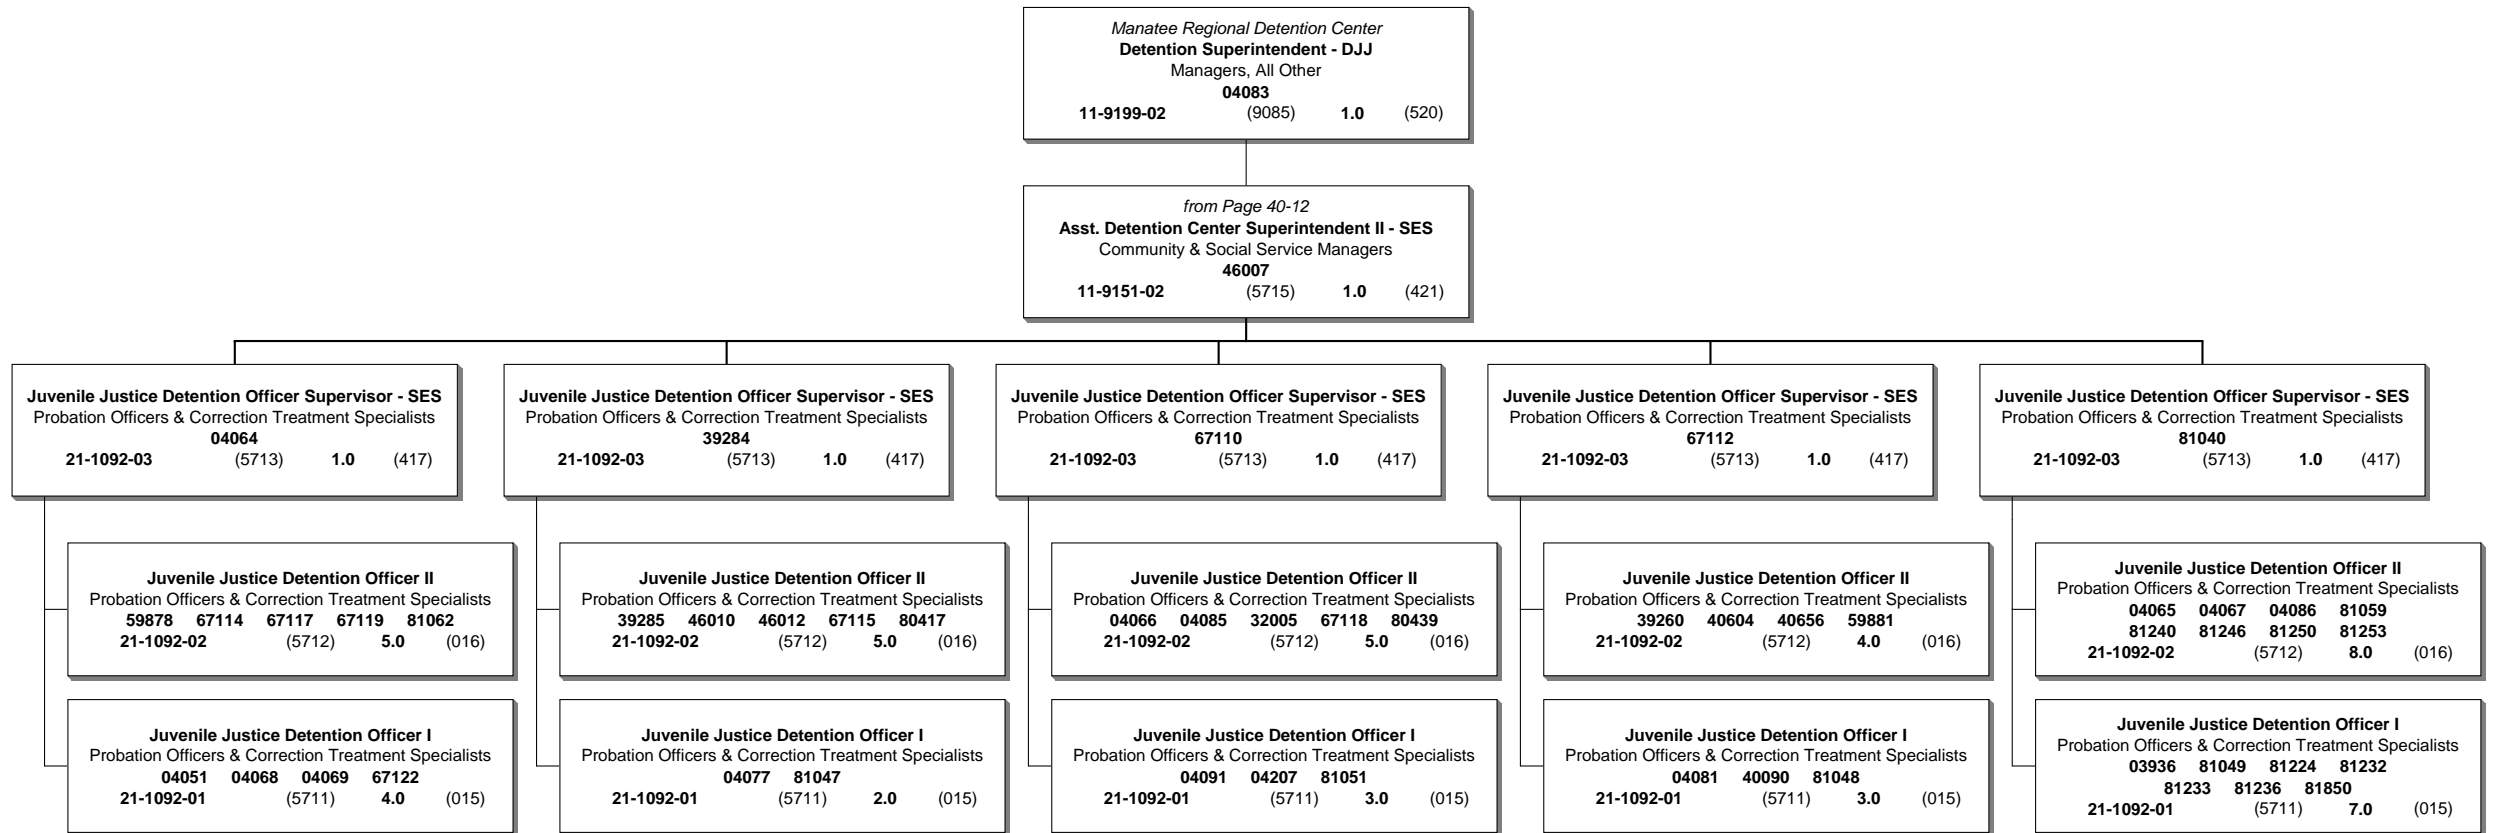 Manatee Regional Detention Center
Detention Superintendent - DJJ
Managers, All Other
04083
11-9199-02 (9085) 1.0 (520)
from Page 40-12
Asst. Detention Center Superintendent II - SES
Community & Social Service Managers
46007
11-9151-02 (5715) 1.0 (421)
Juvenile Justice Detention Officer Supervisor - SES
Probation Officers & Correction Treatment Specialists
04064
21-1092-03 (5713) 1.0 (417)
Juvenile Justice Detention Officer Supervisor - SES
Probation Officers & Correction Treatment Specialists
39284
21-1092-03 (5713) 1.0 (417)
Juvenile Justice Detention Officer Supervisor - SES
Probation Officers & Correction Treatment Specialists
67110
21-1092-03 (5713) 1.0 (417)
Juvenile Justice Detention Officer Supervisor - SES
Probation Officers & Correction Treatment Specialists
67112
21-1092-03 (5713) 1.0 (417)
Juvenile Justice Detention Officer Supervisor - SES
Probation Officers & Correction Treatment Specialists
81040
21-1092-03 (5713) 1.0 (417)
Juvenile Justice Detention Officer II
Probation Officers & Correction Treatment Specialists
59878 67114 67117 67119 81062
21-1092-02 (5712) 5.0 (016)
Juvenile Justice Detention Officer II
Probation Officers & Correction Treatment Specialists
39285 46010 46012 67115 80417
21-1092-02 (5712) 5.0 (016)
Juvenile Justice Detention Officer II
Probation Officers & Correction Treatment Specialists
04066 04085 32005 67118 80439
21-1092-02 (5712) 5.0 (016)
Juvenile Justice Detention Officer II
Probation Officers & Correction Treatment Specialists
39260 40604 40656 59881
21-1092-02 (5712) 4.0 (016)
Juvenile Justice Detention Officer II
Probation Officers & Correction Treatment Specialists
04065 04067 04086 81059
81240 81246 81250 81253
21-1092-02 (5712) 8.0 (016)
Juvenile Justice Detention Officer I
Probation Officers & Correction Treatment Specialists
04051 04068 04069 67122
21-1092-01 (5711) 4.0 (015)
Juvenile Justice Detention Officer I
Probation Officers & Correction Treatment Specialists
04077 81047
21-1092-01 (5711) 2.0 (015)
Juvenile Justice Detention Officer I
Probation Officers & Correction Treatment Specialists
04091 04207 81051
21-1092-01 (5711) 3.0 (015)
Juvenile Justice Detention Officer I
Probation Officers & Correction Treatment Specialists
04081 40090 81048
21-1092-01 (5711) 3.0 (015)
Juvenile Justice Detention Officer I
Probation Officers & Correction Treatment Specialists
03936 81049 81224 81232
81233 81236 81850
21-1092-01 (5711) 7.0 (015)